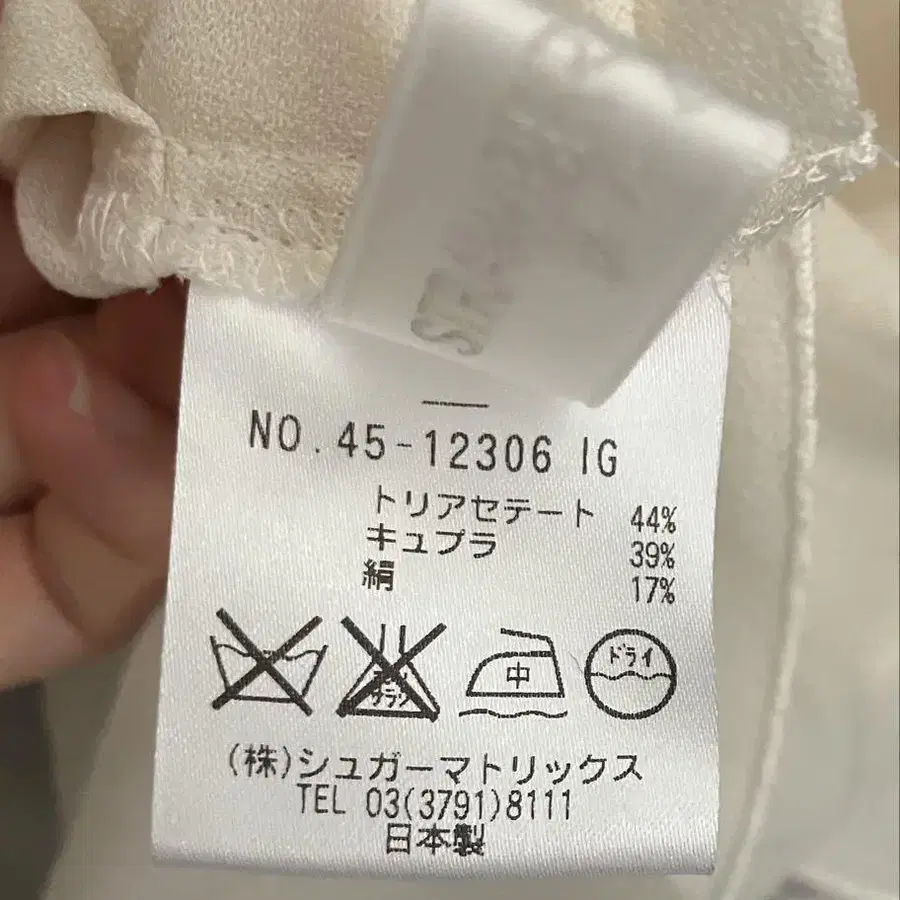 NO.45-12306 IG
トリアセテート 44%
キュプラ 39%
絹 17%
中
ドライ
(株)シュガーマトリックス
TEL 03(3791)8111
日本製